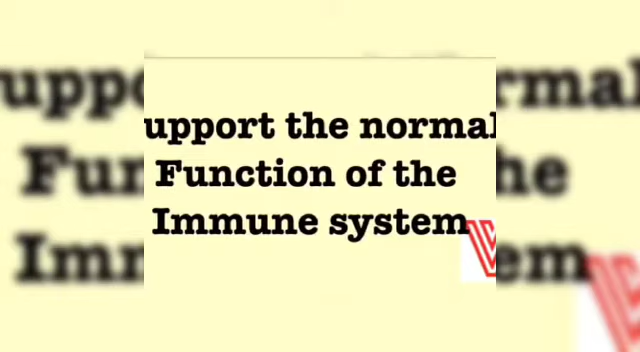 upport the normal
Function of the
Immune system